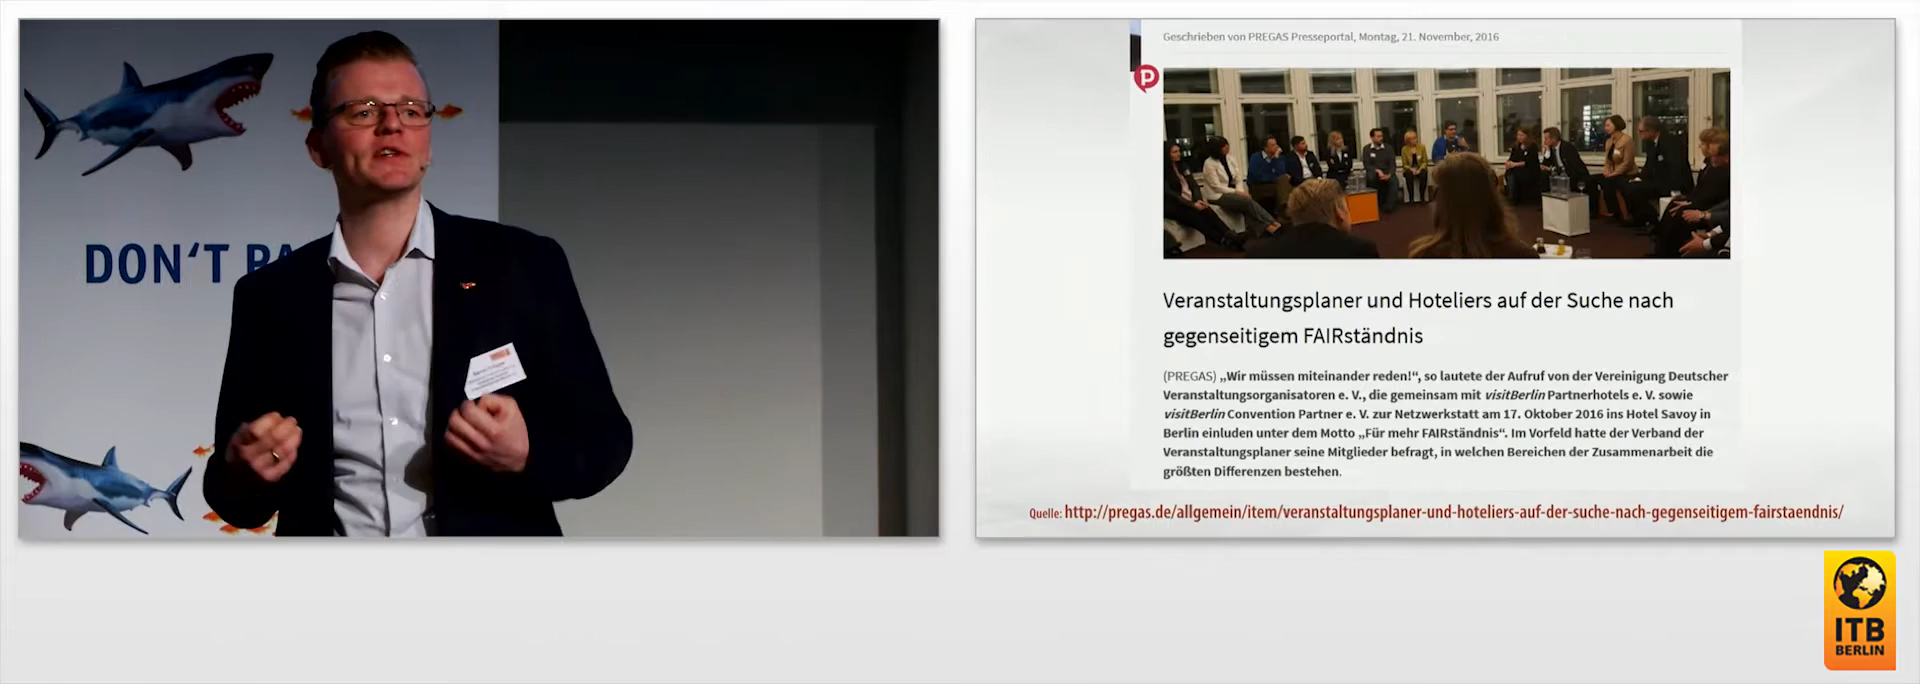 DON‘T PA
Geschrieben von PREGAS Presseportal, Montag, 21. November, 2016
P
Veranstaltungsplaner und Hoteliers auf der Suche nach
gegenseitigem FAIRständnis
(PREGAS) „Wir müssen miteinander reden!“, so lautete der Aufruf von der Vereinigung Deutscher
Veranstaltungsorganisatoren e. V., die gemeinsam mit visitBerlin Partnerhotels e. V. sowie
visitBerlin Convention Partner e. V. zur Netzwerkstatt am 17. Oktober 2016 ins Hotel Savoy in
Berlin einluden unter dem Motto „Für mehr FAIRständnis“. Im Vorfeld hatte der Verband der
Veranstaltungsplaner seine Mitglieder befragt, in welchen Bereichen der Zusammenarbeit die
größten Differenzen bestehen.
Quelle: http://pregas.de/allgemein/item/veranstaltungsplaner-und-hoteliers-auf-der-suche-nach-gegenseitigem-fairstaendnis/
ITB
BERLIN